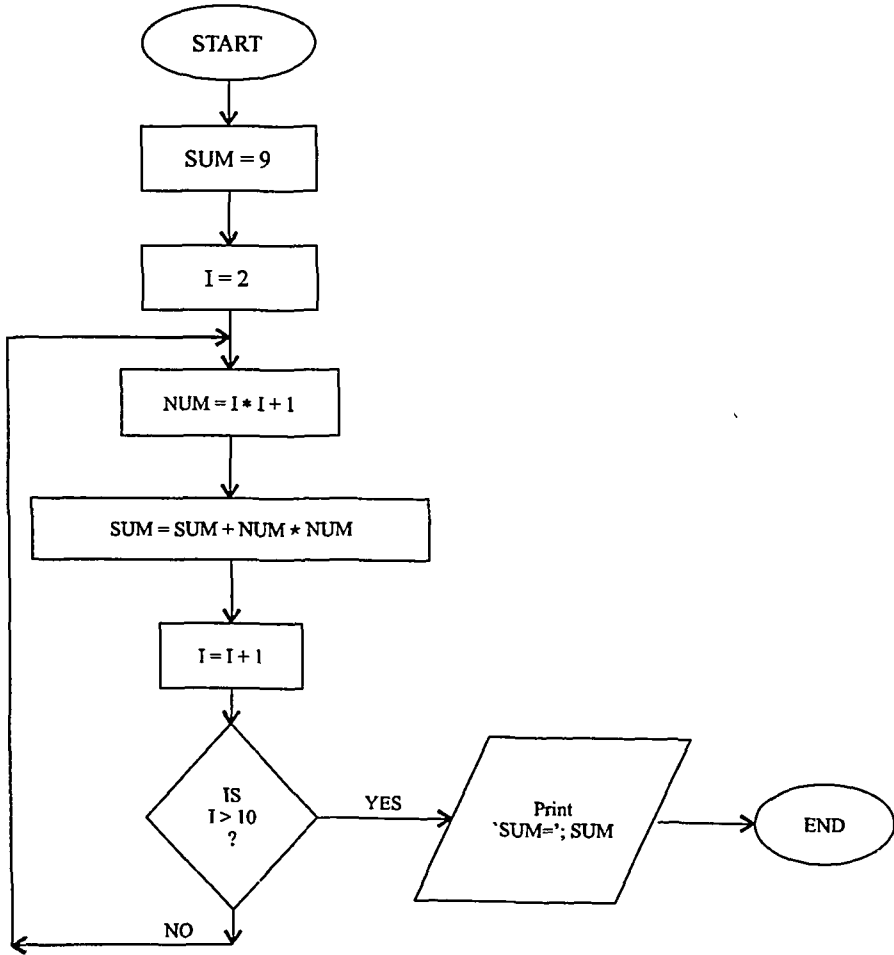 START
SUM = 9
I = 2
NUM = I * I + 1
SUM = SUM + NUM * NUM
I = I + 1
IS
I > 10
?
YES
NO
Print
`SUM='; SUM
END